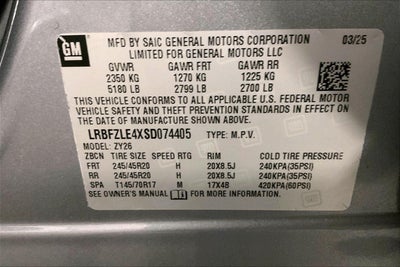 GM
MFD BY SAIC GENERAL MOTORS CORPORATION 03/25
LIMITED FOR GENERAL MOTORS LLC
GVWR GAWR FRT GAWR RR
2350 KG 1270 KG 1225 KG
5180 LB 2799 LB 2700 LB
THIS VEHICLE CONFORMS TO ALL APPLICABLE U.S. FEDERAL MOTOR
VEHICLE SAFETY AND THEFT PREVENTION STANDARDS IN EFFECT ON
THE DATE OF MANUFACTURE SHOWN ABOVE.
LRBFZLE4XSD074405 TYPE: M.P.V.
MODEL: ZY26
ZBCN TIRE SIZE SPEED RTG RIM COLD TIRE PRESSURE
FRT 245/45R20 H 20X8.5J 240KPA(35PSI)
RR 245/45R20 H 20X8.5J 240KPA(35PSI)
SPA T145/70R17 M 17X4B 420KPA(60PSI)
SEE OWNER'S MANUAL FOR MORE INFORMATION.